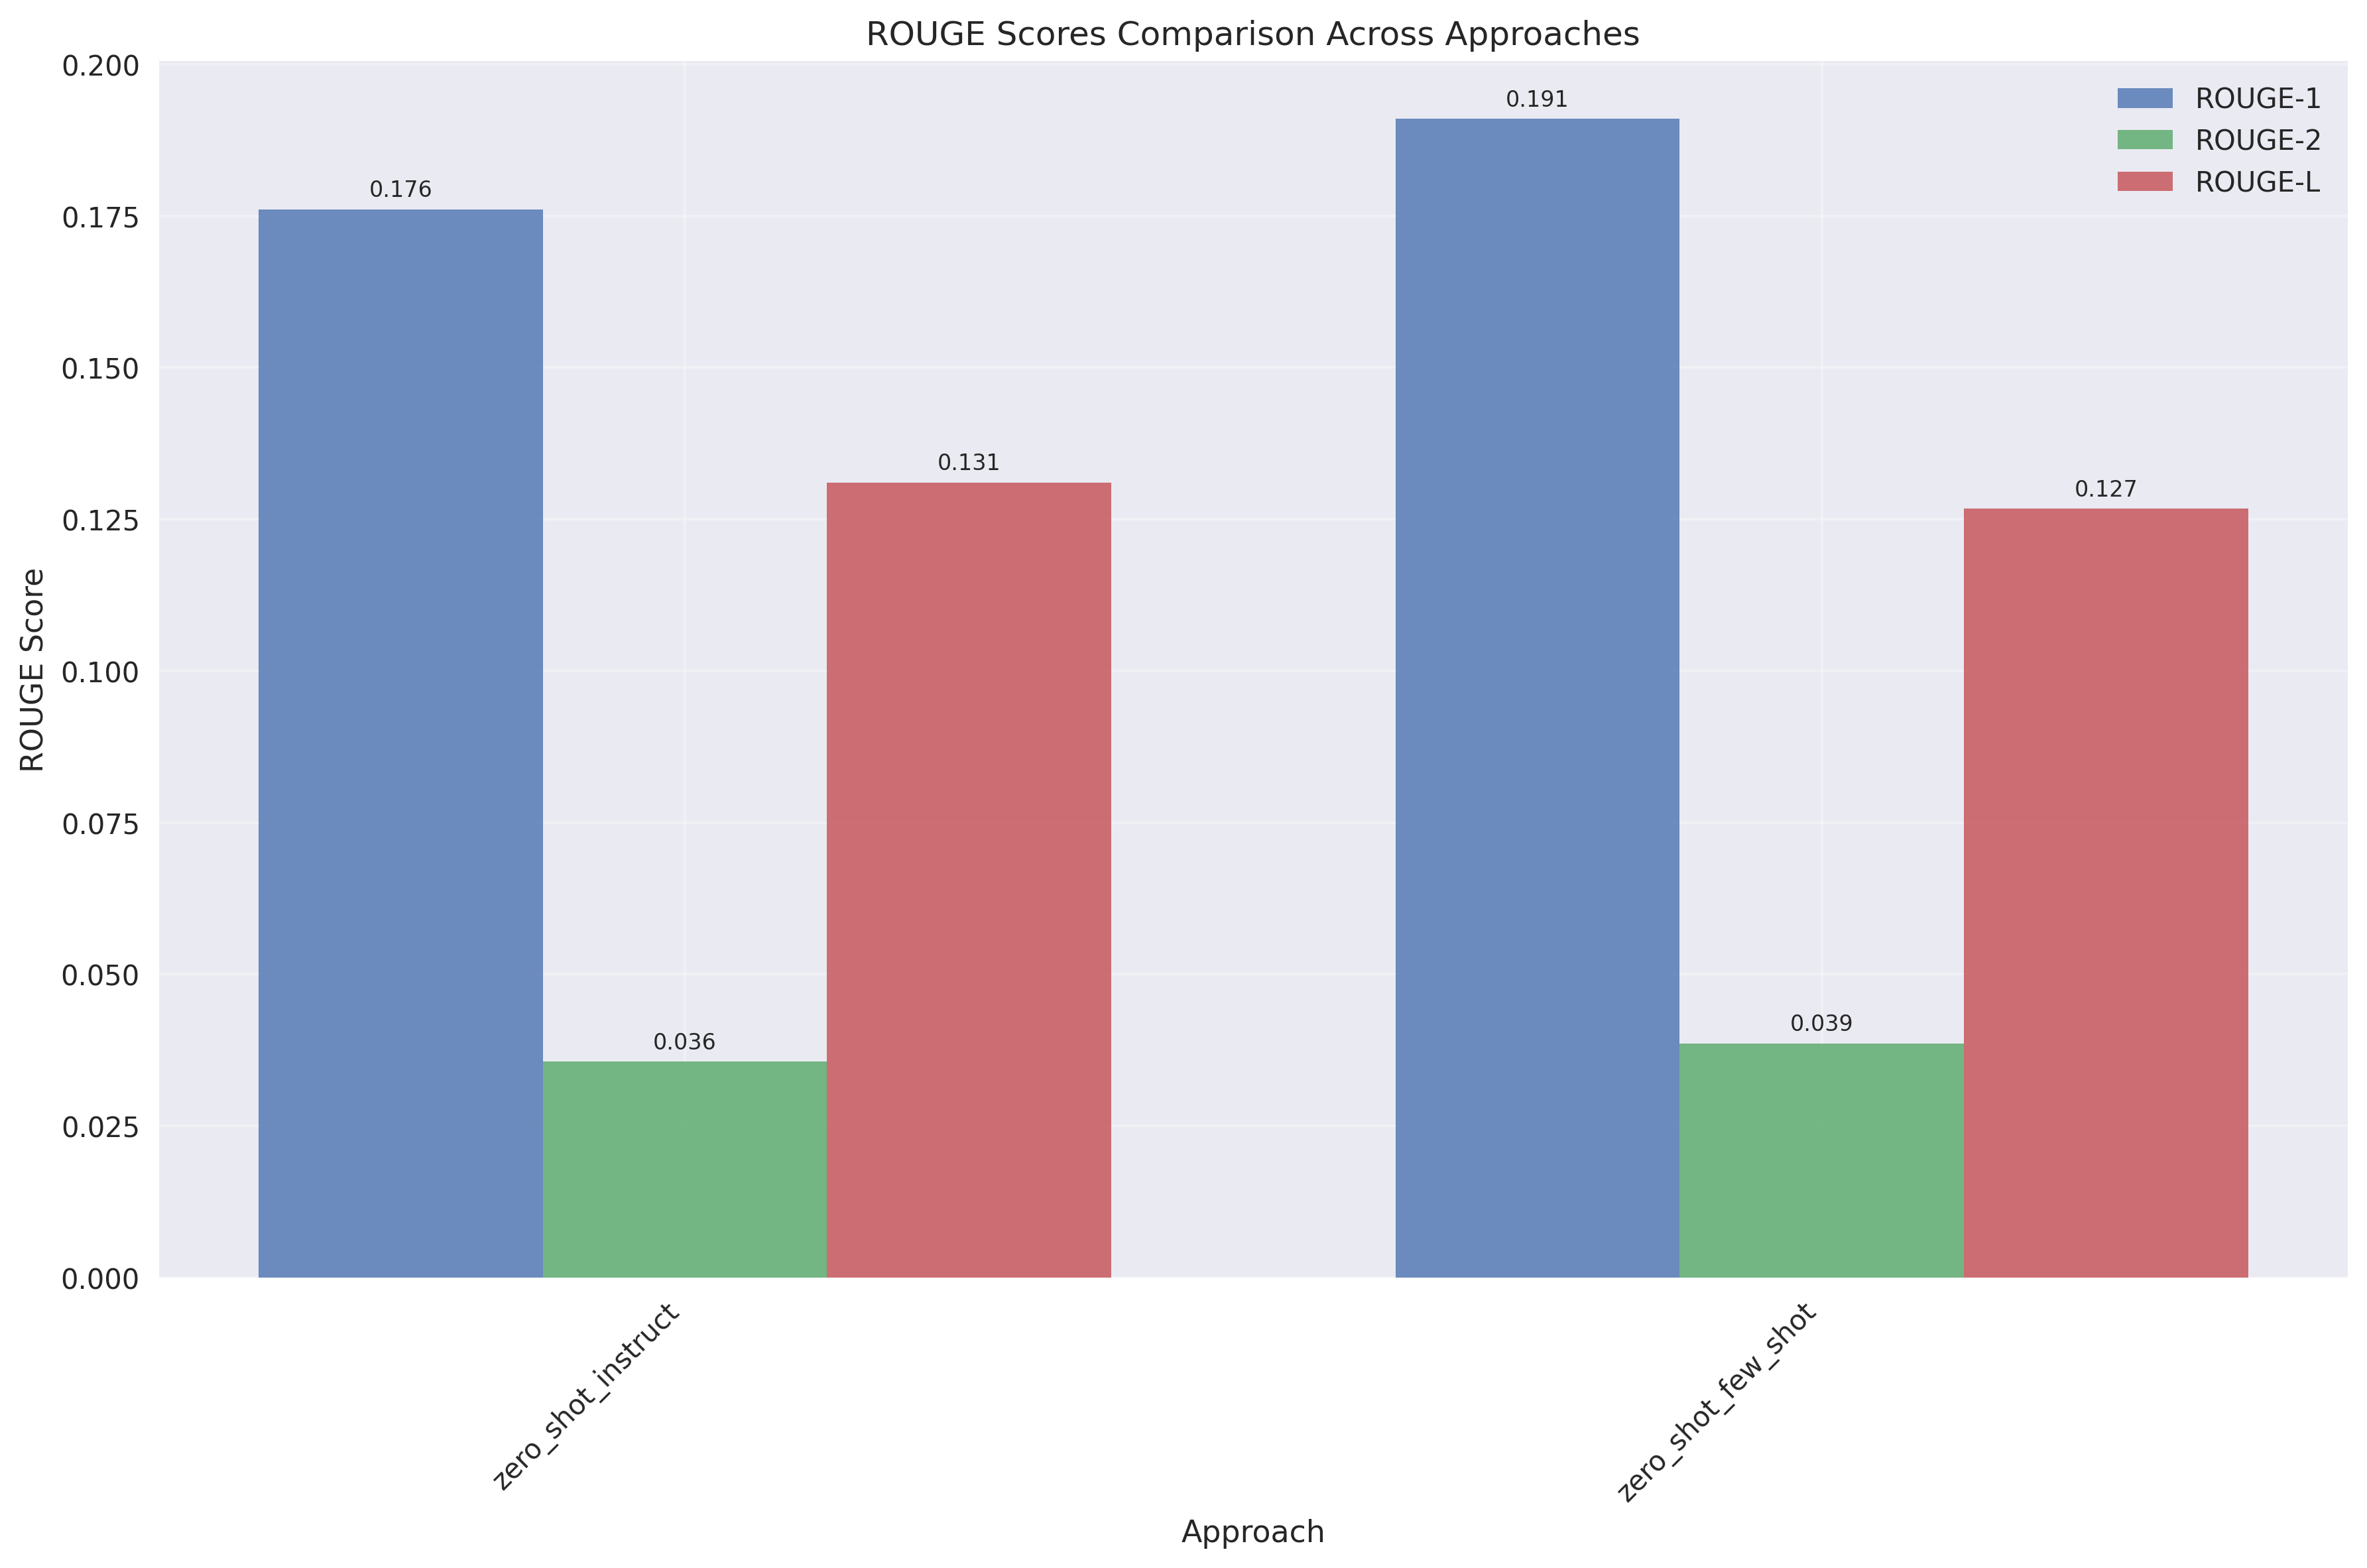 ROUGE Scores Comparison Across Approaches
ROUGE-1
ROUGE-2
ROUGE-L
ROUGE Score
0.200
0.175
0.150
0.125
0.100
0.075
0.050
0.025
0.000
0.176
0.036
0.131
0.191
0.039
0.127
zero_shot_instruct
zero_shot_few_shot
Approach